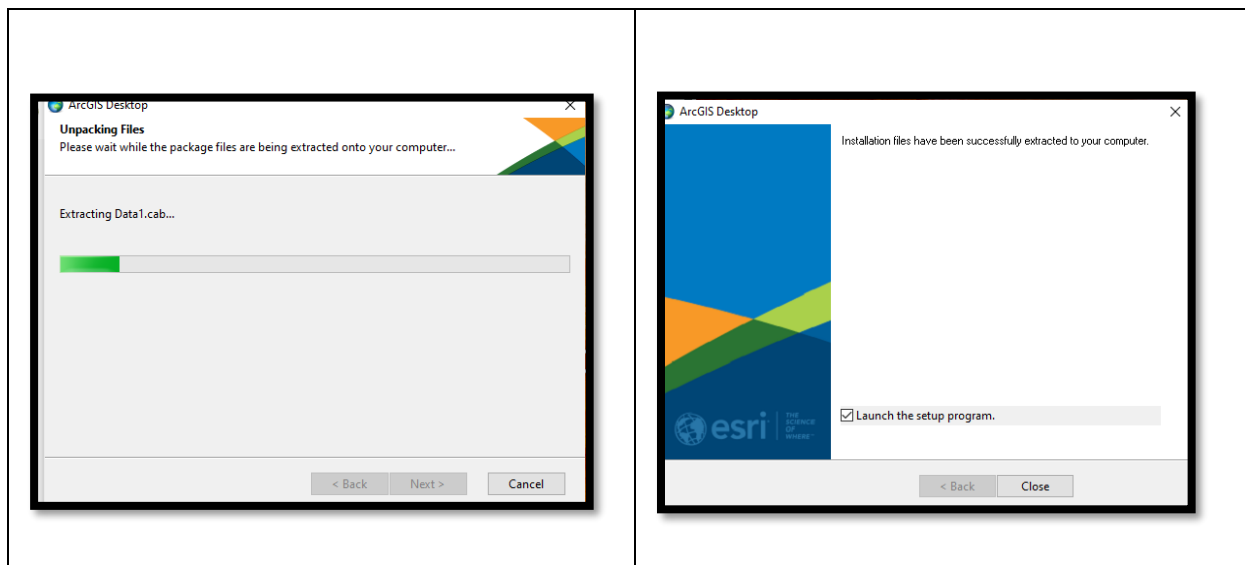 ArcGIS Desktop
Unpacking Files
Please wait while the package files are being extracted onto your computer...
Extracting Data1.cab...
< Back
Next >
Cancel
ArcGIS Desktop
Installation files have been successfully extracted to your computer.
esri
THE
SCIENCE
OF
WHERE™
Launch the setup program.
< Back
Close